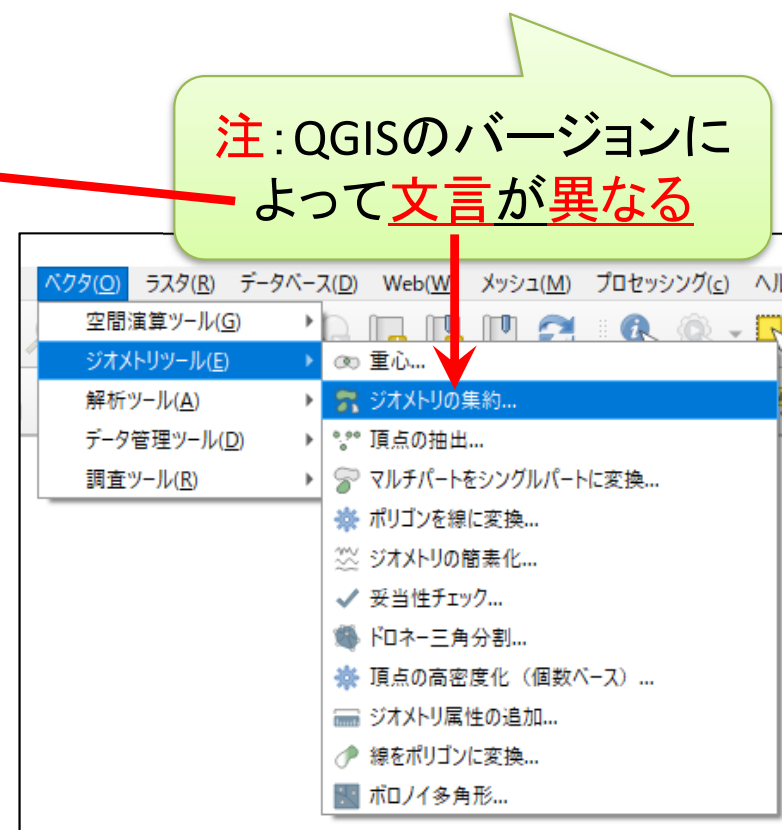 注：QGISのバージョンに
よって文言が異なる
ベクタ(O) ラスタ(R) データベース(D) Web(W メッシュ(M) プロセッシング(c)
空間演算ツール(G)
ジオメトリツール(E)
解析ツール(A)
データ管理ツール(D)
調査ツール(R)
重心...
ジオメトリの集約...
頂点の抽出...
マルチパートをシングルパートに変換...
ポリゴンを線に変換...
ジオメトリの簡素化...
妥当性チェック...
ドロネー三角分割...
頂点の高密度化（個数ベース）...
ジオメトリ属性の追加...
線をポリゴンに変換...
ボロノイ多角形...